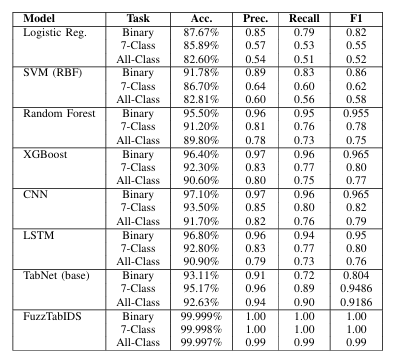 Model Task Acc. Prec. Recall F1
Logistic Reg. Binary 87.67% 0.85 0.79 0.82
7-Class 85.89% 0.57 0.53 0.55
All-Class 82.60% 0.54 0.51 0.52
SVM (RBF) Binary 91.78% 0.89 0.83 0.86
7-Class 86.70% 0.64 0.60 0.62
All-Class 82.81% 0.60 0.56 0.58
Random Forest Binary 95.50% 0.96 0.95 0.955
7-Class 91.20% 0.81 0.76 0.78
All-Class 89.80% 0.78 0.73 0.75
XGBoost Binary 96.40% 0.97 0.96 0.965
7-Class 92.30% 0.83 0.77 0.80
All-Class 90.60% 0.80 0.75 0.77
CNN Binary 97.10% 0.97 0.96 0.965
7-Class 93.50% 0.85 0.80 0.82
All-Class 91.70% 0.82 0.76 0.79
LSTM Binary 96.80% 0.96 0.94 0.95
7-Class 92.80% 0.83 0.77 0.80
All-Class 90.90% 0.79 0.73 0.76
TabNet (base) Binary 93.11% 0.91 0.72 0.804
7-Class 95.17% 0.96 0.89 0.9486
All-Class 92.63% 0.94 0.90 0.9186
FuzzTabIDS Binary 99.999% 1.00 1.00 1.00
7-Class 99.998% 1.00 1.00 1.00
All-Class 99.997% 0.99 0.99 0.99